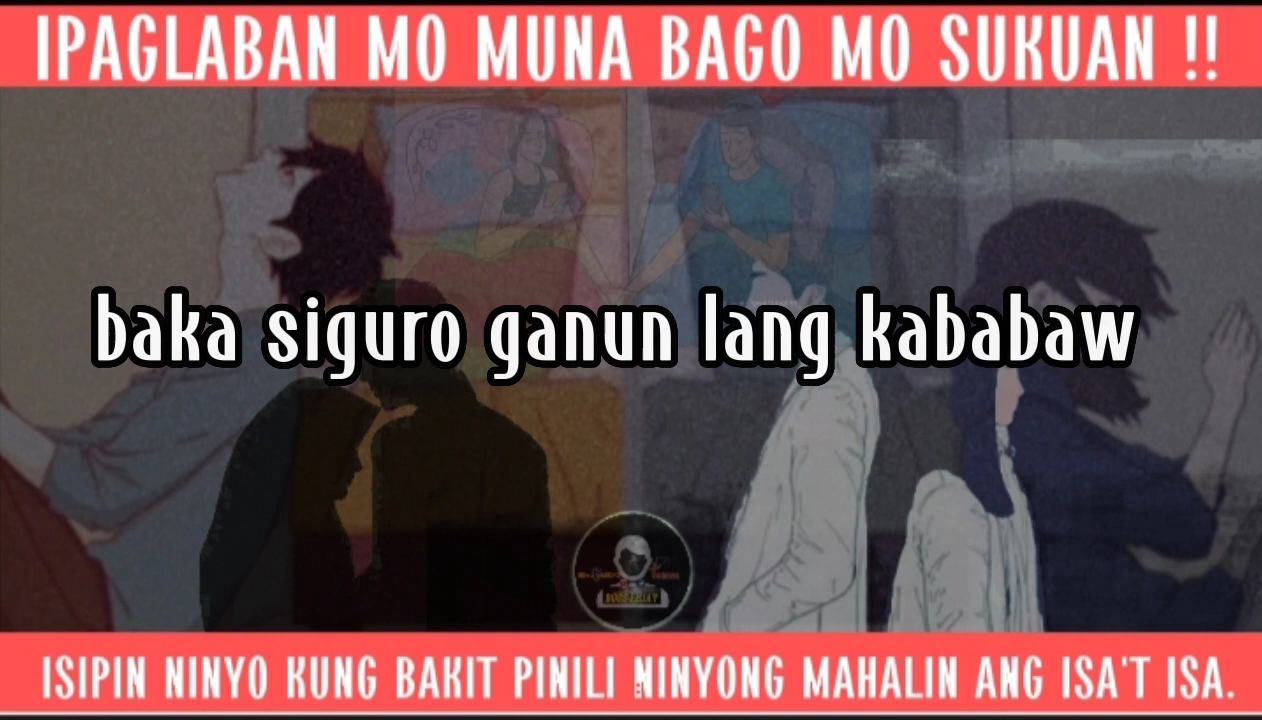 IPAGLABAN MO MUNA BAGO MO SUKUAN !!
baka siguro ganun lang kababaw
ISIPIN NINYO KUNG BAKIT PINILI NINYONG MAHALIN ANG ISA'T ISA.